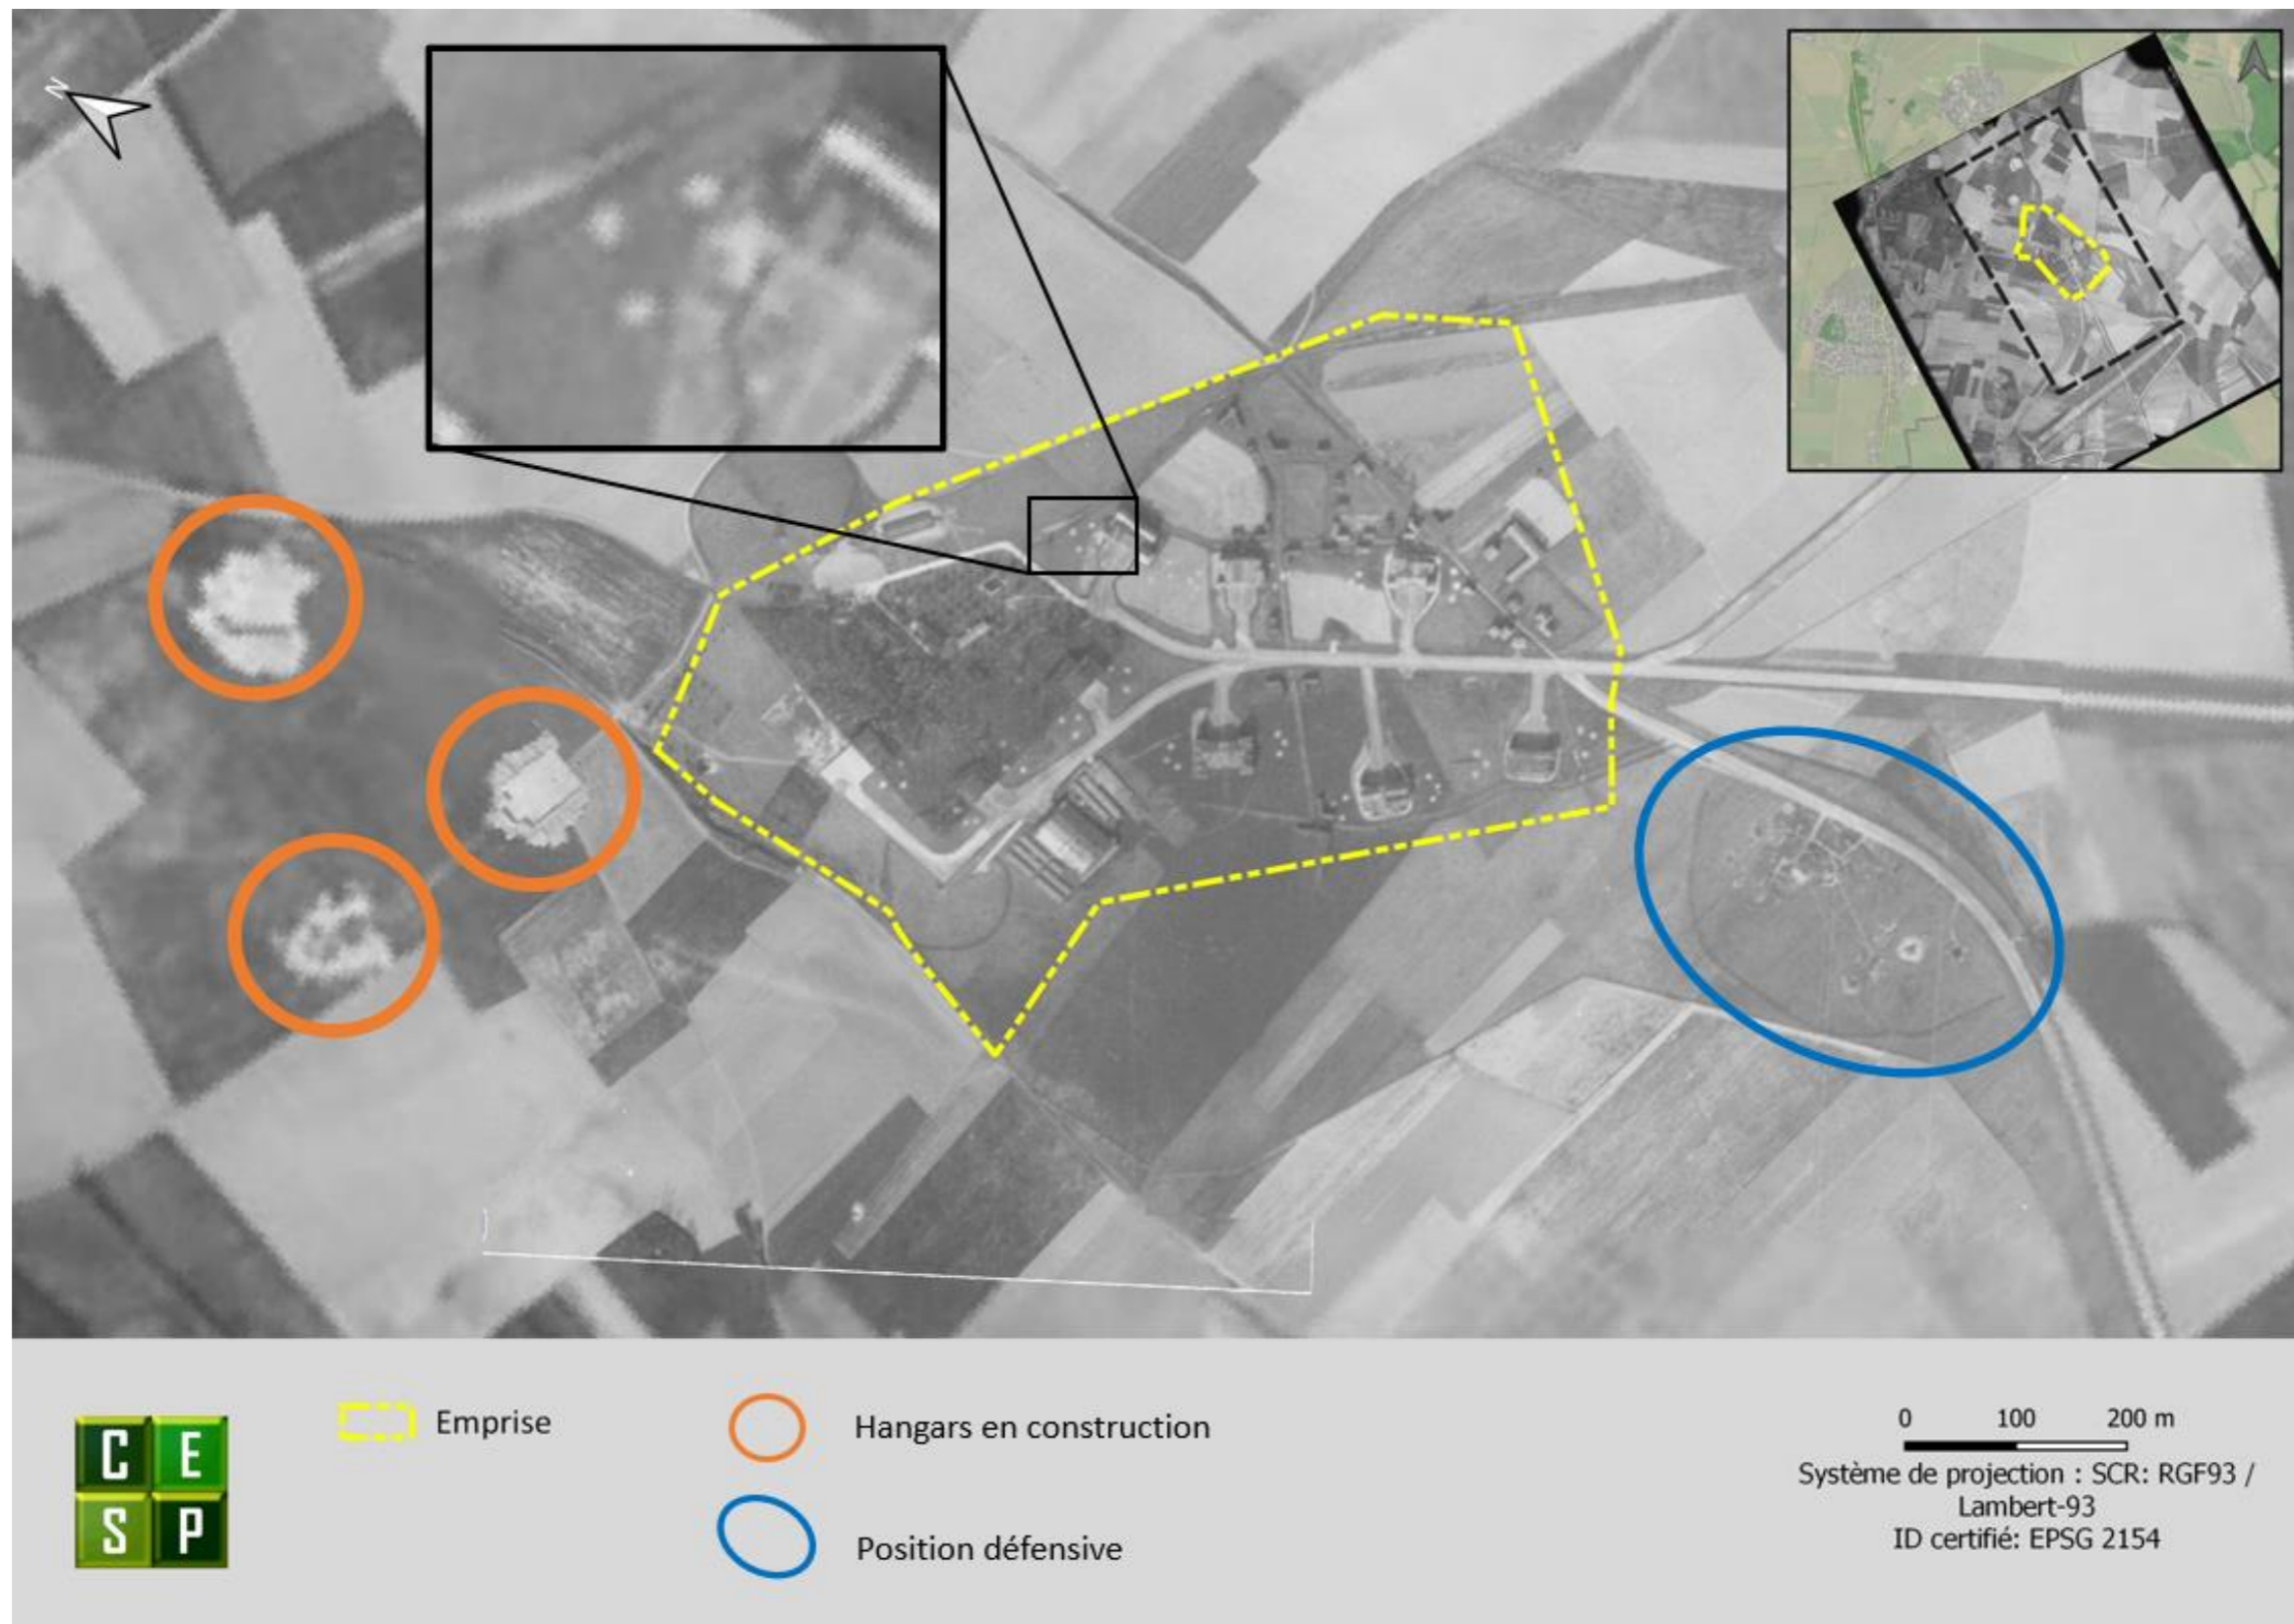 N
C E
S P
Emprise
Hangars en construction
Position défensive
0 100 200 m
Système de projection : SCR: RGF93 /
Lambert-93
ID certifié: EPSG 2154